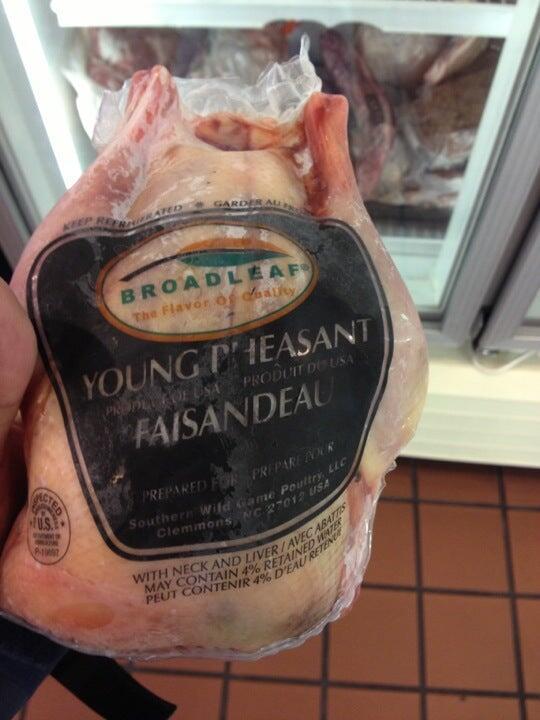 KEEP REFRIGERATED * GARDER AU
BROADLEAF®
The Flavor Of Quality
YOUNG PHEASANT
PRODUCT OF USA PRODUIT DU USA
FAISANDEAU
PREPARED FOR PREPARE POUR
Southern Wild Game Poultry, LLC
Clemmons, NC 27012 USA
INSPECTED
U.S.
WITH NECK AND LIVER / AVEC ABATTIS
MAY CONTAIN 4% RETAINED WATER
PEUT CONTENIR 4% D'EAU RETENUE